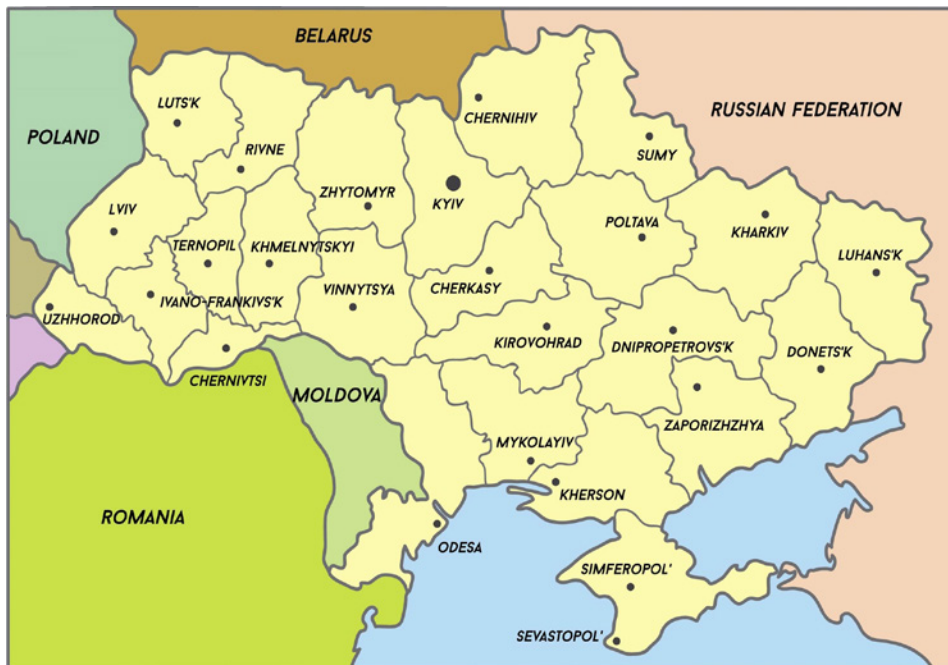 BELARUS
RUSSIAN FEDERATION
POLAND
LUTS'K
RIVNE
CHERNIHIV
SUMY
ZHYTOMYR
KYIV
LVIV
TERNOPIL
KHMELNYTSKYI
POLTAVA
KHARKIV
LUHANS'K
UZHHOROD
IVANO-FRANKIVS'K
VINNYTSYA
CHERKASY
KIROVOHRAD
DNIPROPETROVS'K
DONETS'K
CHERNIVTSI
MOLDOVA
ZAPORIZHZHYA
MYKOLAYIV
KHERSON
ROMANIA
ODESA
SIMFEROPOL'
SEVASTOPOL'